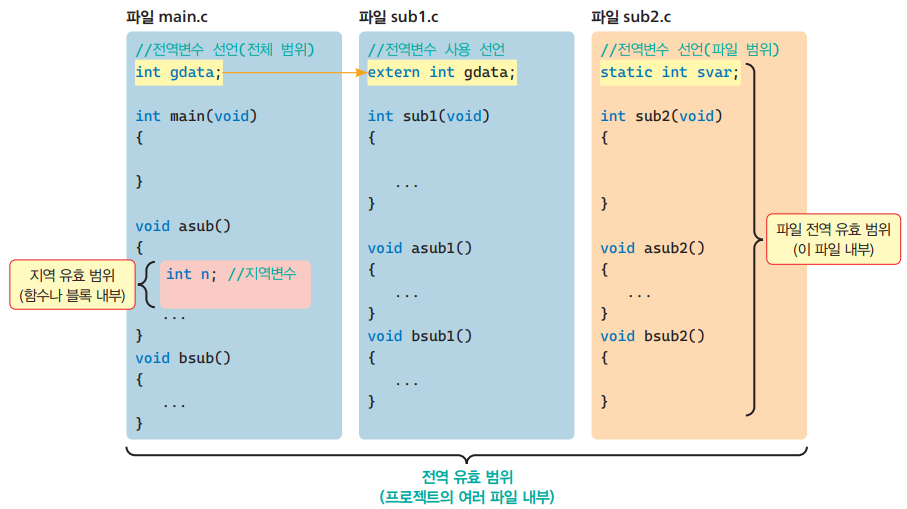 파일 main.c
//전역변수 선언(전체 범위)
int gdata;
int main(void)
{
}
void asub()
{
int n; //지역변수
...
}
void bsub()
{
...
}
지역 유효 범위
(함수나 블록 내부)
파일 sub1.c
//전역변수 사용 선언
extern int gdata;
int sub1(void)
{
...
}
void asub1()
{
...
}
void bsub1()
{
...
}
파일 sub2.c
//전역변수 선언(파일 범위)
static int svar;
int sub2(void)
{
}
void asub2()
{
...
}
void bsub2()
{
}
파일 전역 유효 범위
(이 파일 내부)
전역 유효 범위
(프로젝트의 여러 파일 내부)